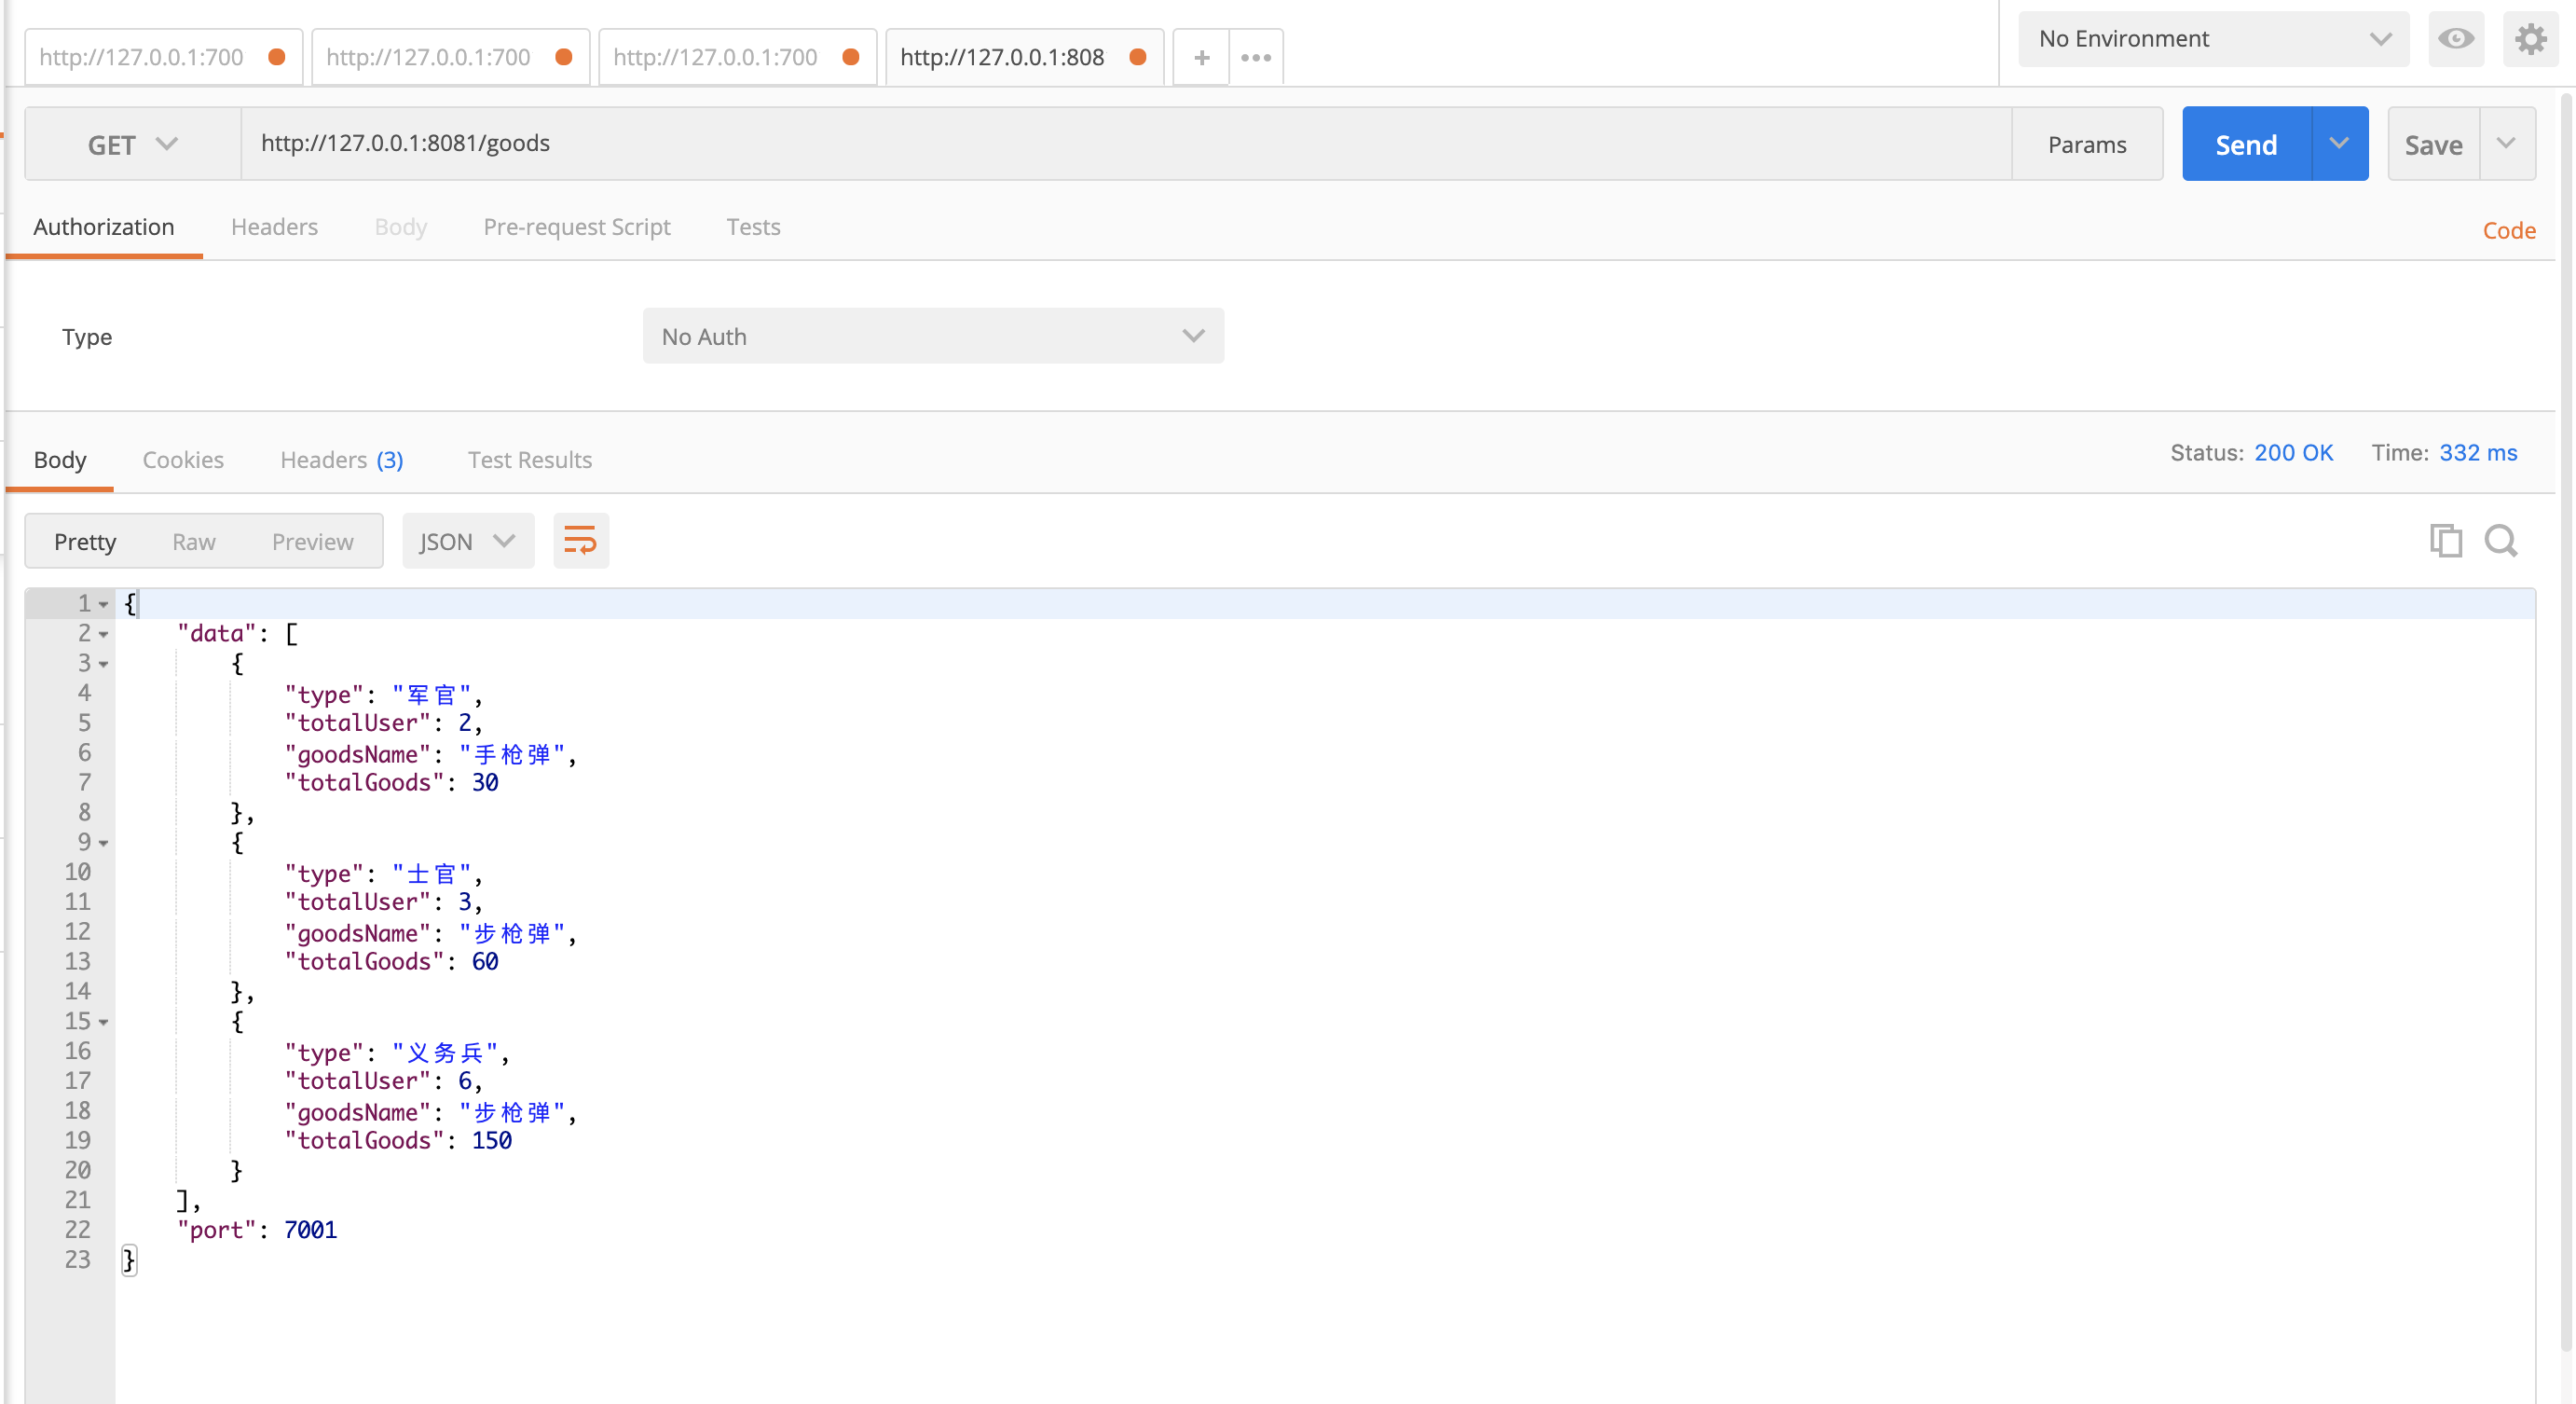 http://127.0.0.1:700 http://127.0.0.1:700 http://127.0.0.1:700 http://127.0.0.1:808 + ••• No Environment
GET http://127.0.0.1:8081/goods Params Send Save
Authorization Headers Body Pre-request Script Tests Code
Type No Auth
Body Cookies Headers (3) Test Results Status: 200 OK Time: 332 ms
Pretty Raw Preview JSON
1 {
2 "data": [
3 {
4 "type": "军官",
5 "totalUser": 2,
6 "goodsName": "手枪弹",
7 "totalGoods": 30
8 },
9 {
10 "type": "士官",
11 "totalUser": 3,
12 "goodsName": "步枪弹",
13 "totalGoods": 60
14 },
15 {
16 "type": "义务兵",
17 "totalUser": 6,
18 "goodsName": "步枪弹",
19 "totalGoods": 150
20 }
21 ],
22 "port": 7001
23 }